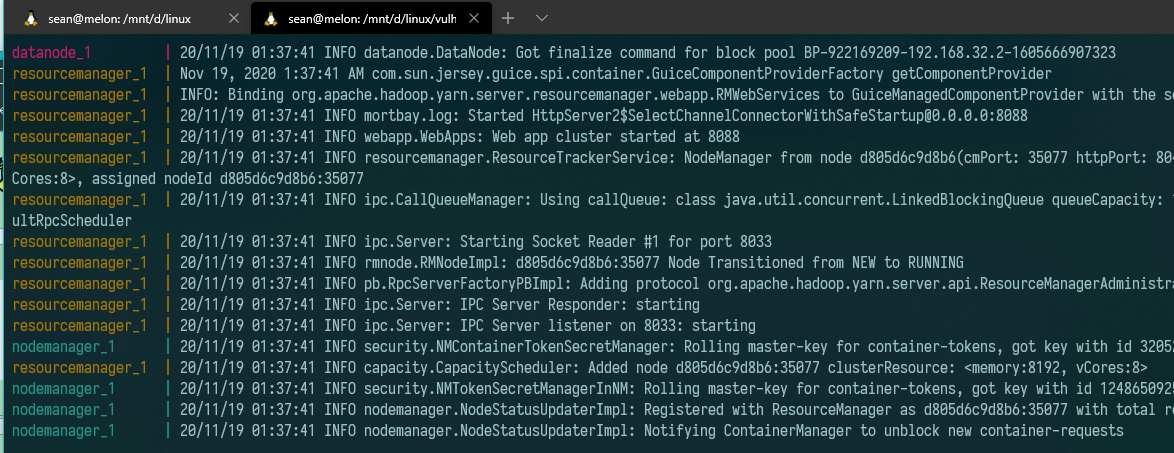 sean@melon: /mnt/d/linux
sean@melon: /mnt/d/linux/vulh
datanode_1 | 20/11/19 01:37:41 INFO datanode.DataNode: Got finalize command for block pool BP-922169209-192.168.32.2-1605666907323
resourcemanager_1 | Nov 19, 2020 1:37:41 AM com.sun.jersey.guice.spi.container.GuiceComponentProviderFactory getComponentProvider
resourcemanager_1 | INFO: Binding org.apache.hadoop.yarn.server.resourcemanager.webapp.RMWebServices to GuiceManagedComponentProvider with the
resourcemanager_1 | 20/11/19 01:37:41 INFO mortbay.log: Started HttpServer2$SelectChannelConnectorWithSafeStartup@0.0.0.0:8088
resourcemanager_1 | 20/11/19 01:37:41 INFO webapp.WebApps: Web app cluster started at 8088
resourcemanager_1 | 20/11/19 01:37:41 INFO resourcemanager.ResourceTrackerService: NodeManager from node d805d6c9d8b6(cmPort: 35077 httpPort:
Cores:8>, assigned nodeId d805d6c9d8b6:35077
resourcemanager_1 | 20/11/19 01:37:41 INFO ipc.CallQueueManager: Using callQueue: class java.util.concurrent.LinkedBlockingQueue queueCapacity:
ultRpcScheduler
resourcemanager_1 | 20/11/19 01:37:41 INFO ipc.Server: Starting Socket Reader #1 for port 8033
resourcemanager_1 | 20/11/19 01:37:41 INFO rmnode.RMNodeImpl: d805d6c9d8b6:35077 Node Transitioned from NEW to RUNNING
resourcemanager_1 | 20/11/19 01:37:41 INFO pb.RpcServerFactoryPBImpl: Adding protocol org.apache.hadoop.yarn.server.api.ResourceManagerAdministra
resourcemanager_1 | 20/11/19 01:37:41 INFO ipc.Server: IPC Server Responder: starting
resourcemanager_1 | 20/11/19 01:37:41 INFO ipc.Server: IPC Server listener on 8033: starting
nodemanager_1 | 20/11/19 01:37:41 INFO security.NMContainerTokenSecretManager: Rolling master-key for container-tokens, got key with id 3205
resourcemanager_1 | 20/11/19 01:37:41 INFO capacity.CapacityScheduler: Added node d805d6c9d8b6:35077 clusterResource: <memory:8192, vCores:8>
nodemanager_1 | 20/11/19 01:37:41 INFO security.NMTokenSecretManagerInNM: Rolling master-key for container-tokens, got key with id 124865092
nodemanager_1 | 20/11/19 01:37:41 INFO nodemanager.NodeStatusUpdaterImpl: Registered with ResourceManager as d805d6c9d8b6:35077 with total
nodemanager_1 | 20/11/19 01:37:41 INFO nodemanager.NodeStatusUpdaterImpl: Notifying ContainerManager to unblock new container-requests